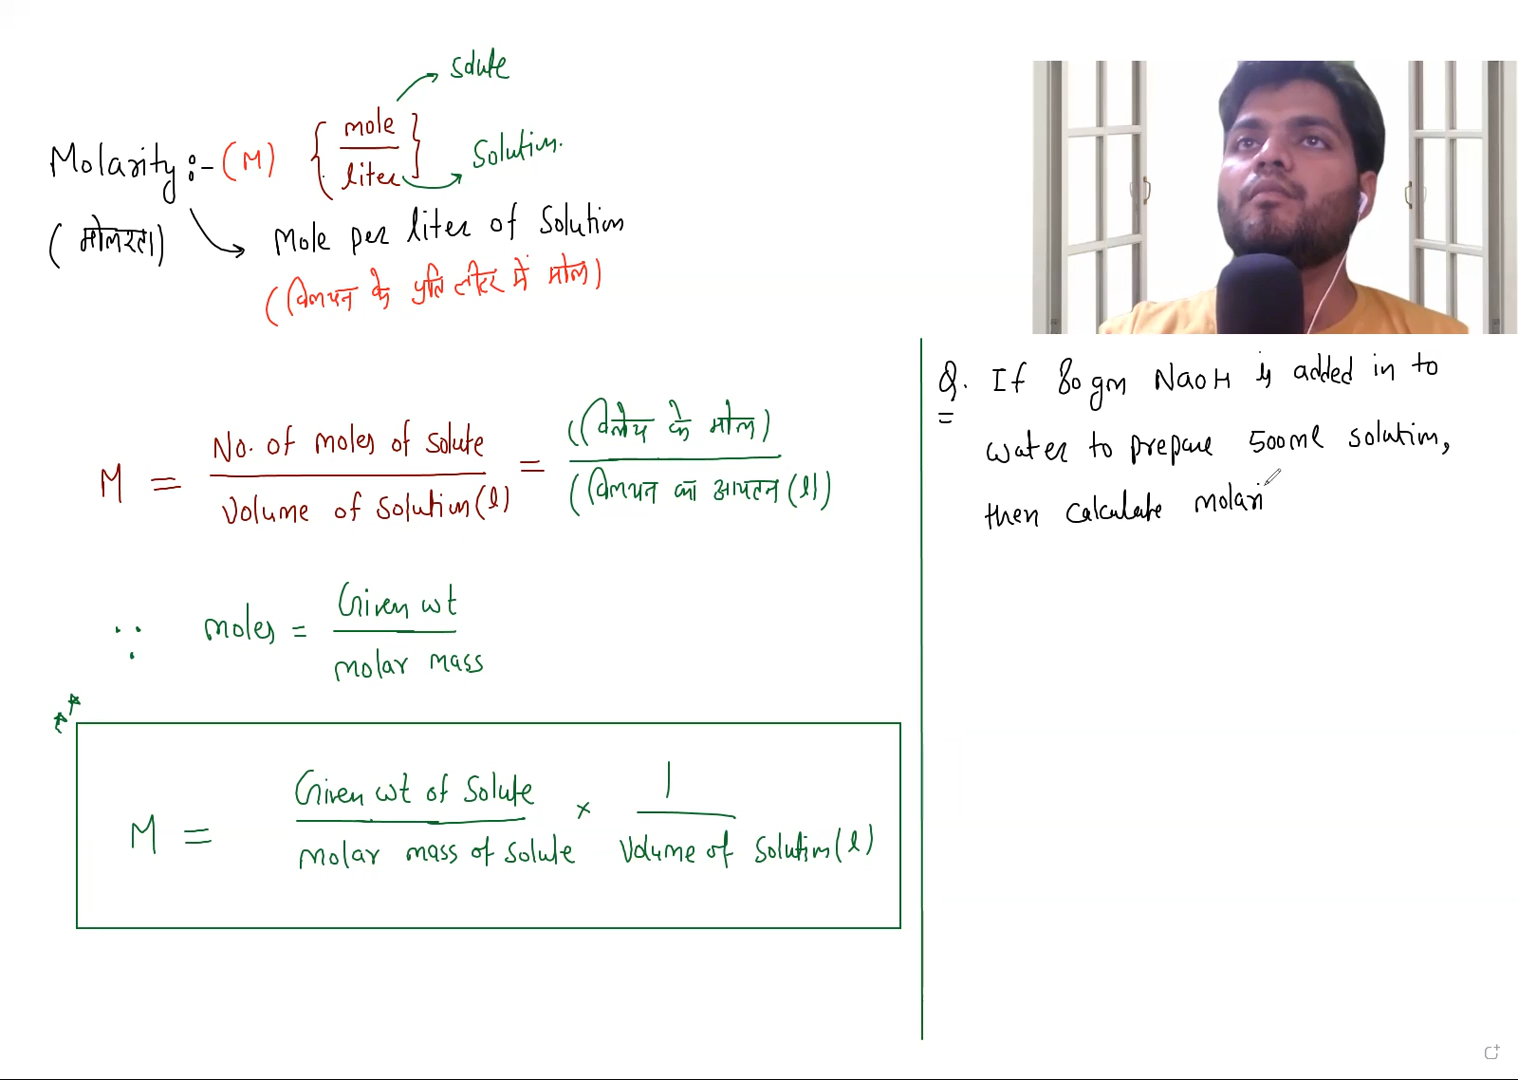 Molarity :- (M) { mole / liter } → solute → Solution.
(मोलरता) → Mole per liter of Solution
(विलयन के प्रति लीटर में मोल)
M = No. of moles of solute / Volume of solution(l) = (विलेय के मोल) / (विलयन का आयतन (l))
∵ moles = Given wt / molar mass
M = Given wt of Solute / molar mass of solute × 1 / Volume of Solution(l)
Q. If 80 gm NaOH is added in to
water to prepare 500ml solution,
then calculate molari